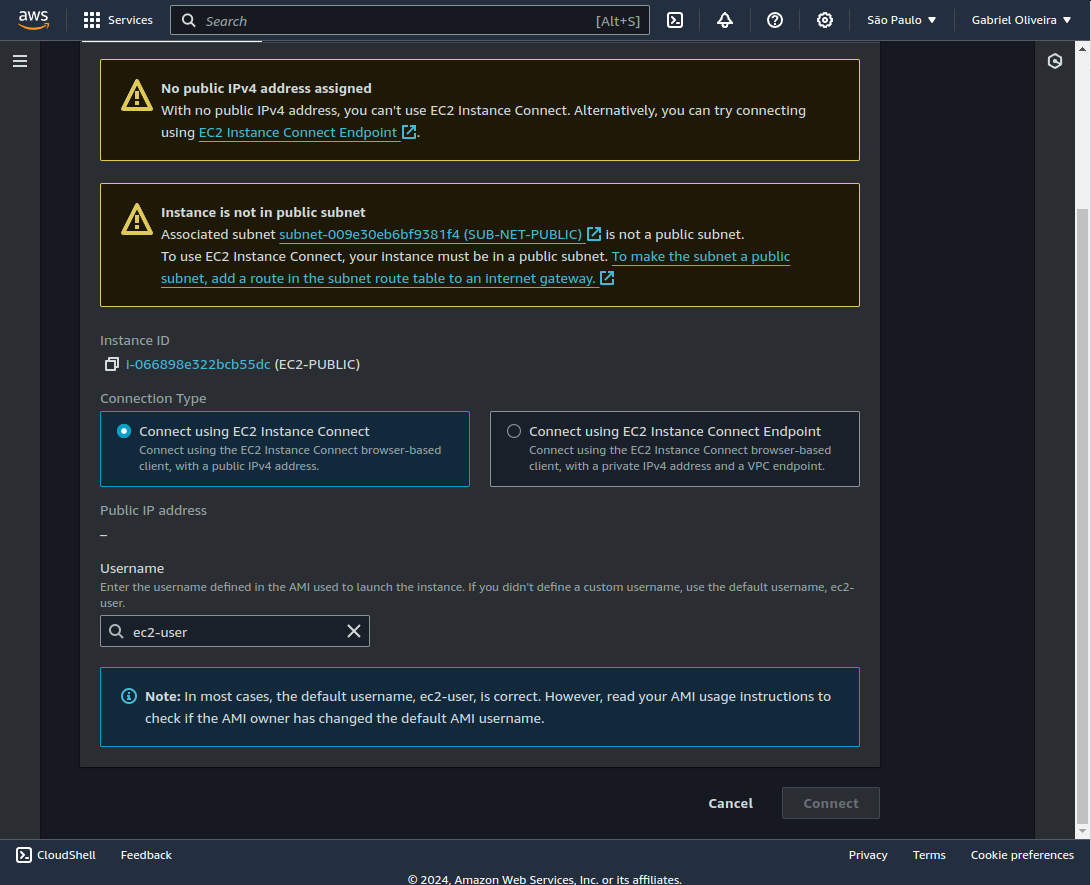 aws
Services
Search
[Alt+S]
São Paulo
Gabriel Oliveira
No public IPv4 address assigned
With no public IPv4 address, you can't use EC2 Instance Connect. Alternatively, you can try connecting
using EC2 Instance Connect Endpoint.
Instance is not in public subnet
Associated subnet subnet-009e30eb6bf9381f4 (SUB-NET-PUBLIC) is not a public subnet.
To use EC2 Instance Connect, your instance must be in a public subnet. To make the subnet a public
subnet, add a route in the subnet route table to an internet gateway.
Instance ID
i-066898e322bcb55dc (EC2-PUBLIC)
Connection Type
Connect using EC2 Instance Connect
Connect using the EC2 Instance Connect browser-based
client, with a public IPv4 address.
Connect using EC2 Instance Connect Endpoint
Connect using the EC2 Instance Connect browser-based
client, with a private IPv4 address and a VPC endpoint.
Public IP address
–
Username
Enter the username defined in the AMI used to launch the instance. If you didn't define a custom username, use the default username, ec2-
user.
ec2-user
Note: In most cases, the default username, ec2-user, is correct. However, read your AMI usage instructions to
check if the AMI owner has changed the default AMI username.
Cancel
Connect
CloudShell
Feedback
Privacy
Terms
Cookie preferences
© 2024, Amazon Web Services, Inc. or its affiliates.